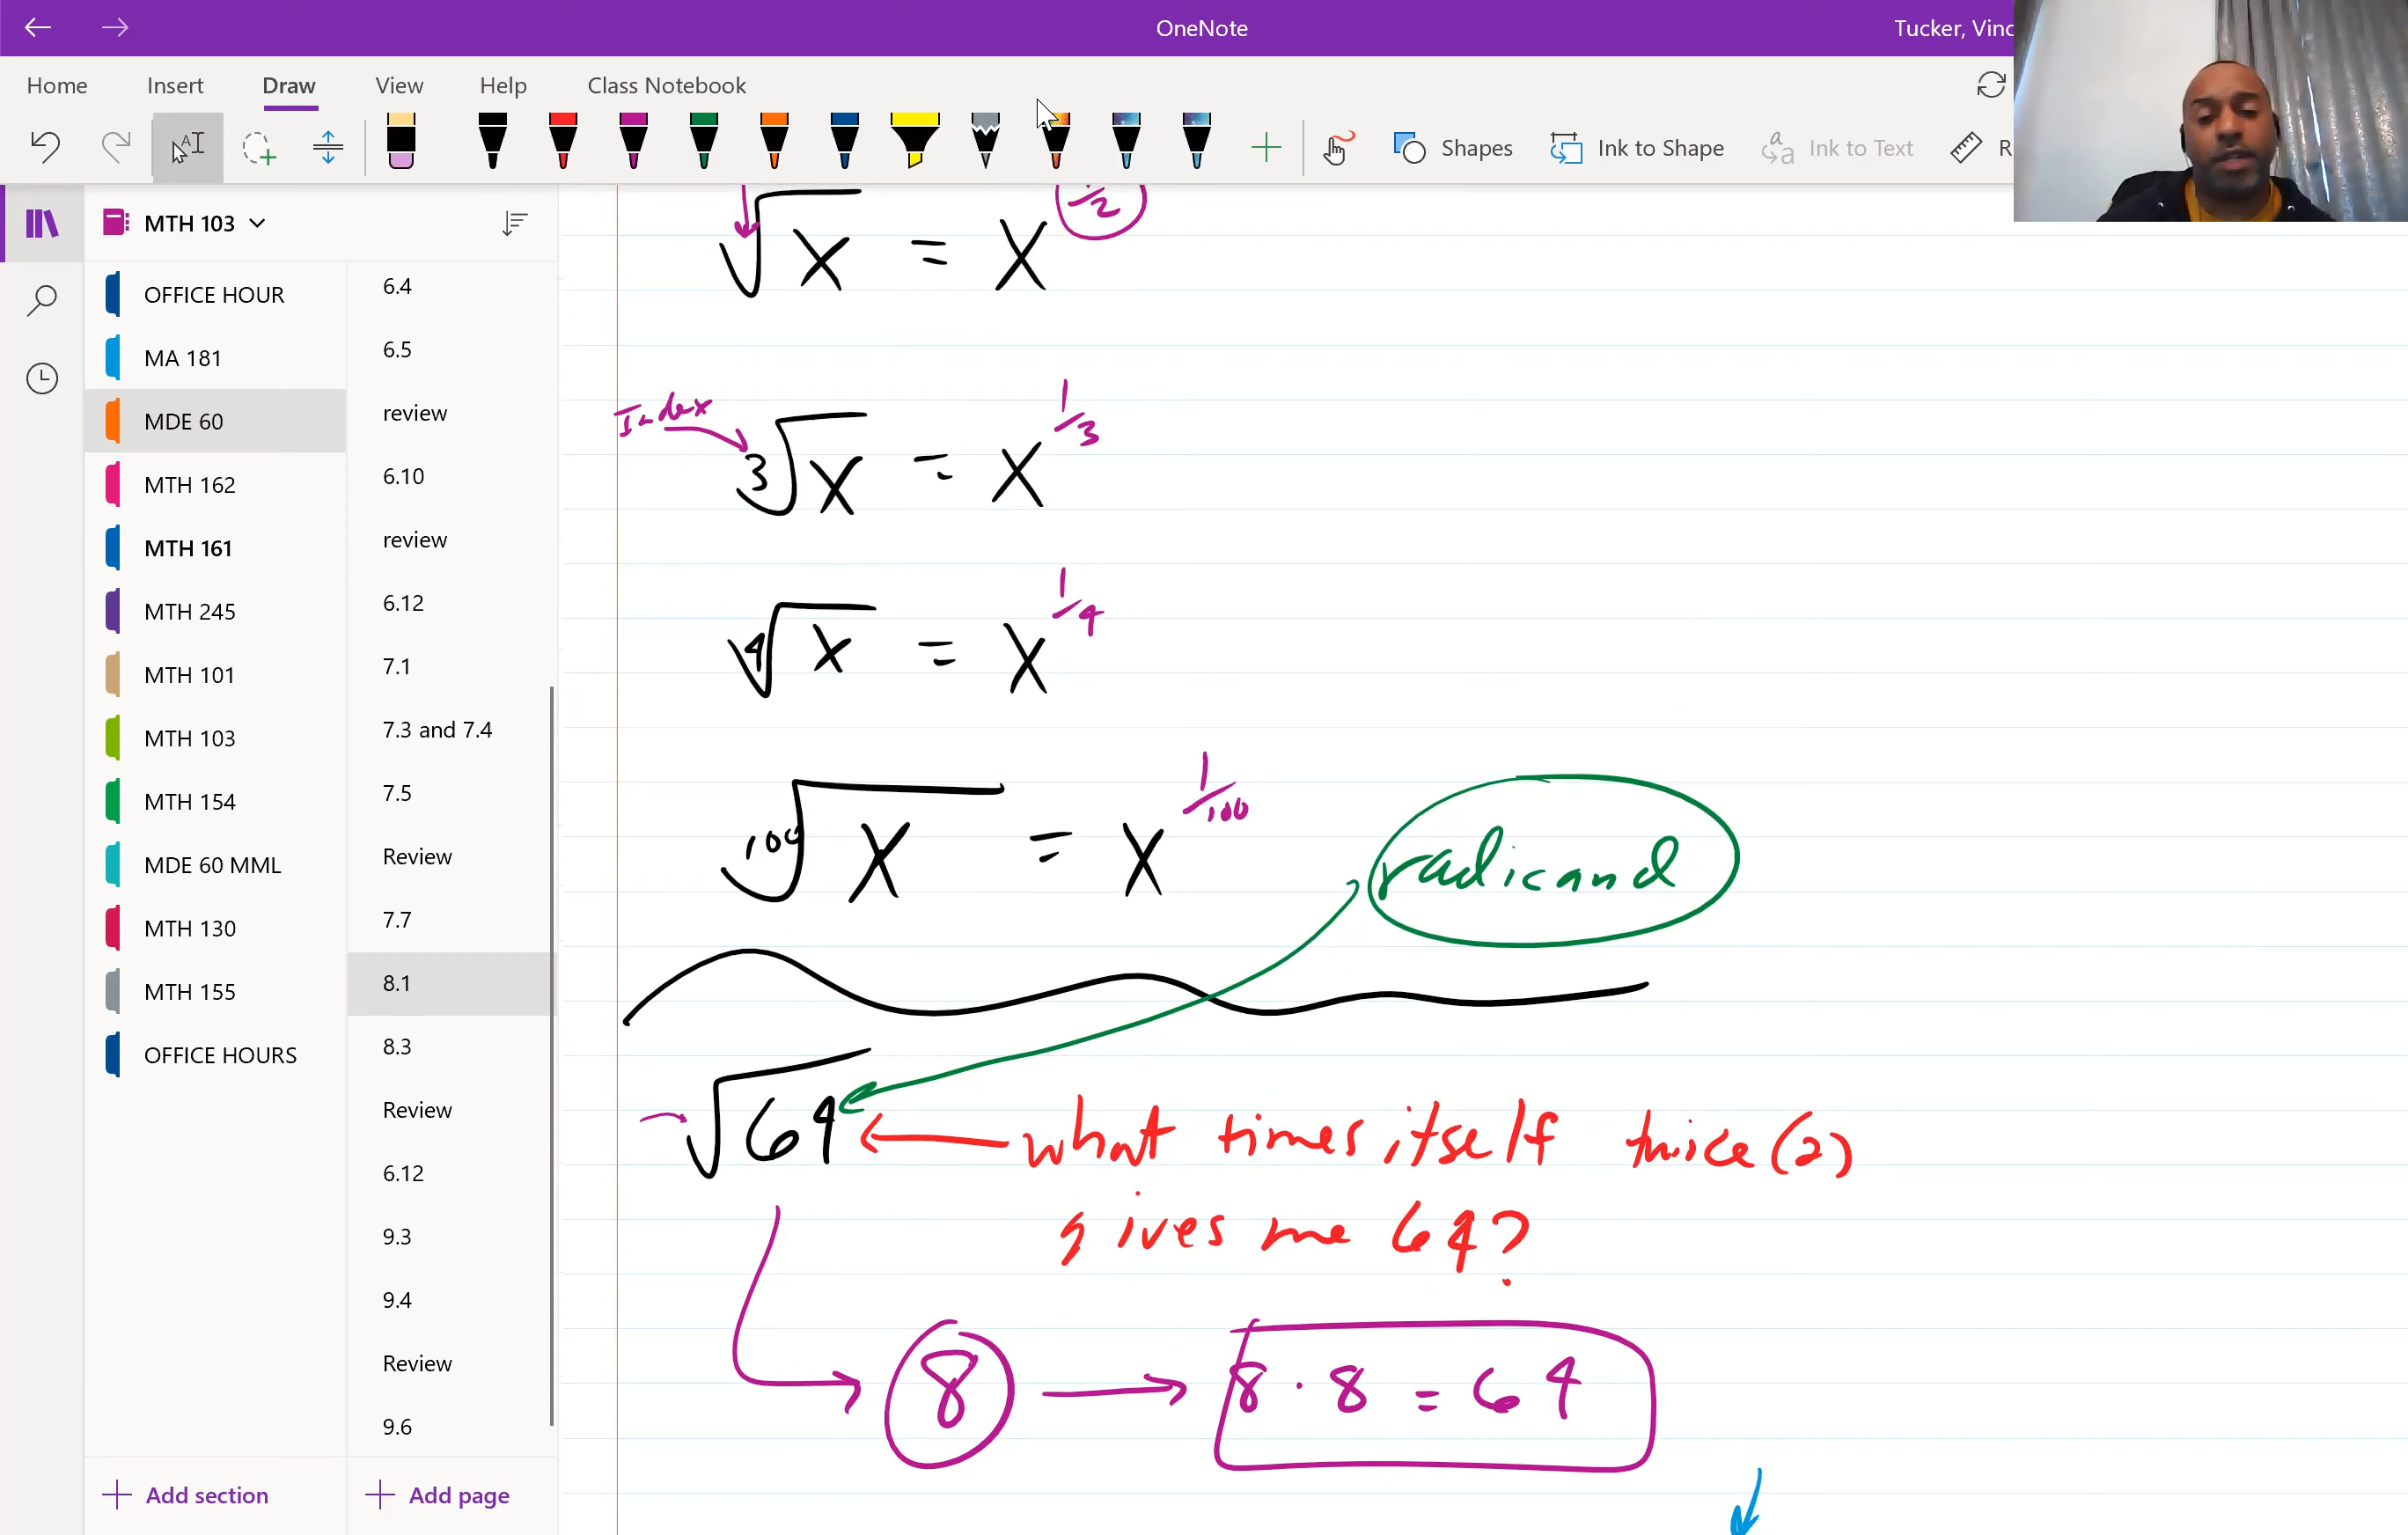 OneNote
Tucker, Vinc
Home Insert Draw View Help Class Notebook
Shapes Ink to Shape Ink to Text R
MTH 103
OFFICE HOUR
MA 181
MDE 60
MTH 162
MTH 161
MTH 245
MTH 101
MTH 103
MTH 154
MDE 60 MML
MTH 130
MTH 155
OFFICE HOURS
Add section
6.4
6.5
review
6.10
review
6.12
7.1
7.3 and 7.4
7.5
Review
7.7
8.1
8.3
Review
6.12
9.3
9.4
Review
9.6
Add page
√x = x^1/2
Index
3√x = x^1/3
4√x = x^1/4
100√x = x^1/100
radicand
√64 ← what times itself twice (2)
gives me 64?
8 → 8 · 8 = 64